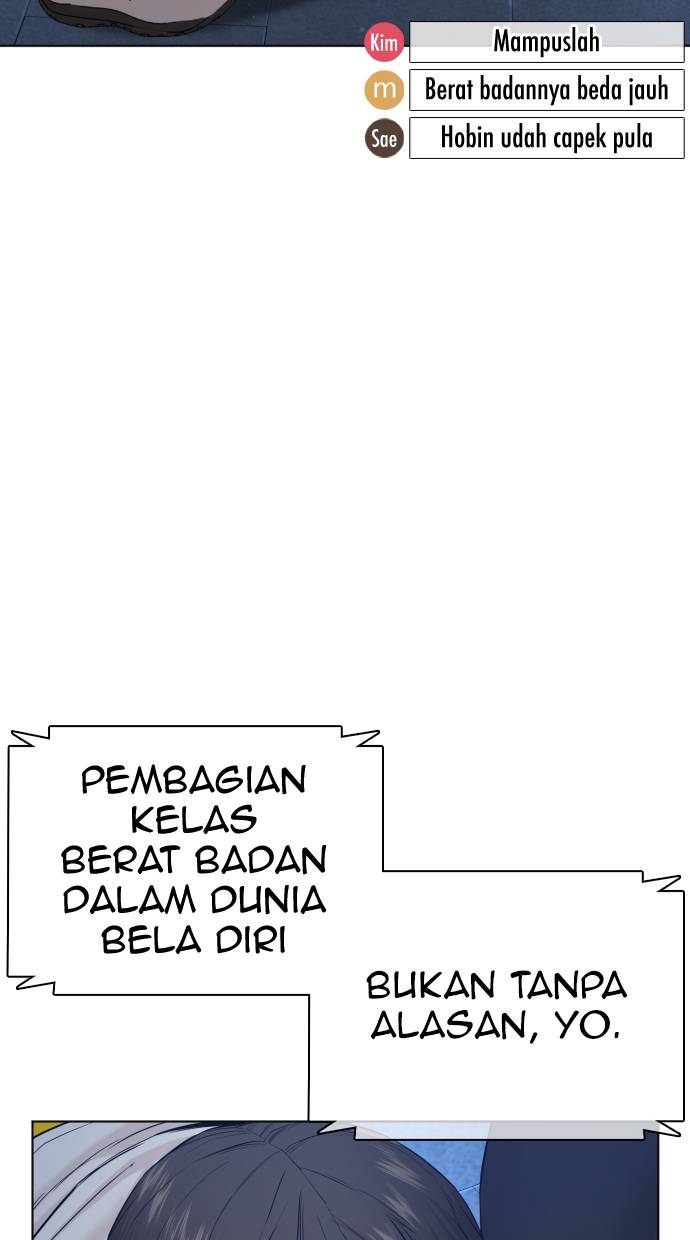 Kim Mampuslah
m Berat badannya beda jauh
Sae Hobin udah capek pula
PEMBAGIAN
KELAS
BERAT BADAN
DALAM DUNIA
BELA DIRI
BUKAN TANPA
ALASAN, YO.